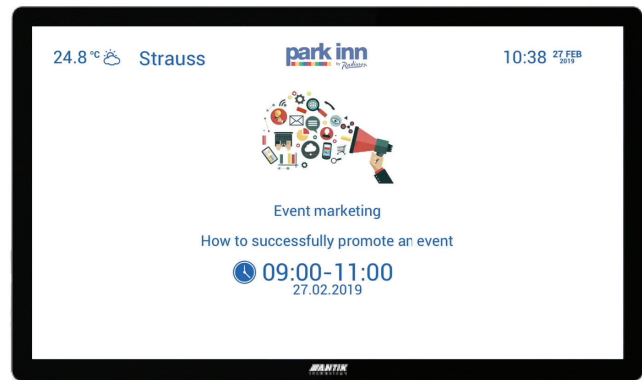 24.8 °C Strauss
park inn
by Radisson
10:38 27 FEB
2019
Event marketing
How to successfully promote an event
09:00-11:00
27.02.2019
ANTIK
TECHNOLOGY